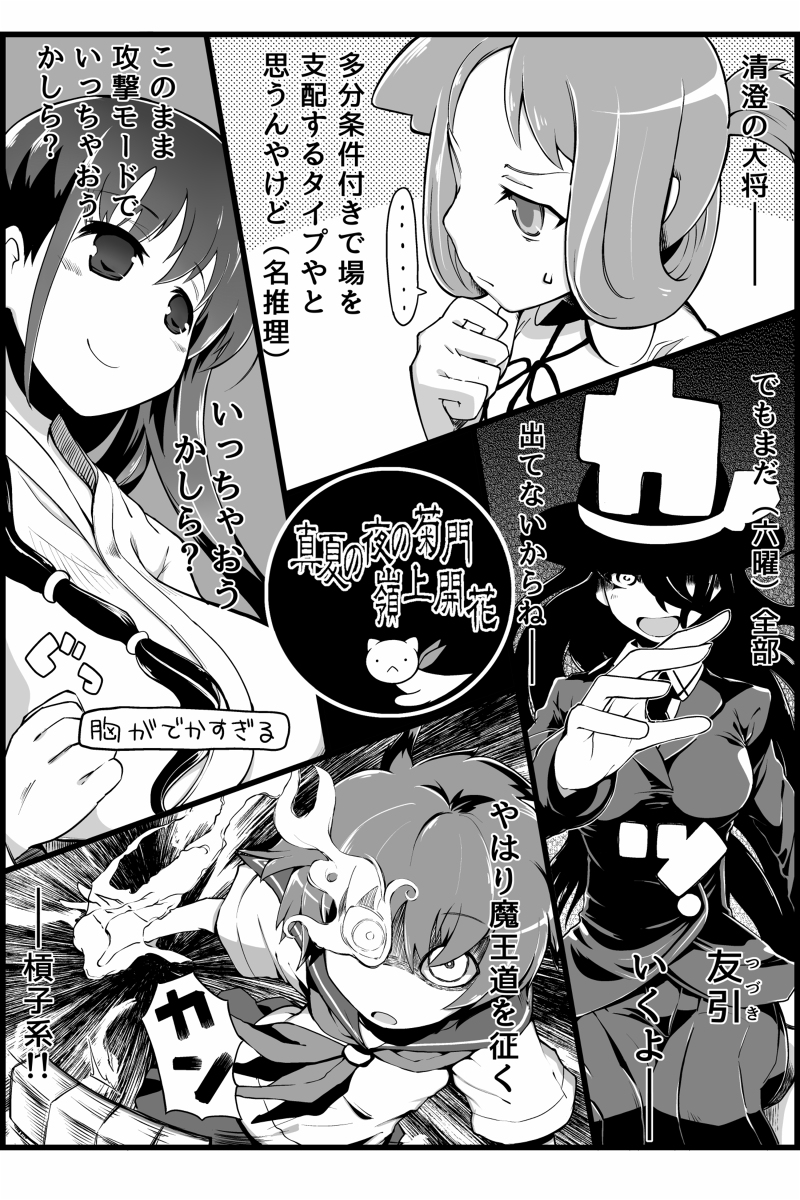 清澄の大将――
多分条件付きで場を
支配するタイプやと
思うんやけど（名推理）
……
このまま
攻撃モードで
いっちゃおう
かしら？
いっちゃおう
かしら？
ぐっ
胸がでかすぎる
真夏の夜の菊門
嶺上開花
でもまだ（六曜）全部
出てないからね――
カッ
友引
つづき
いくよ――
やはり魔王道を征く
カン
――槓子系!!